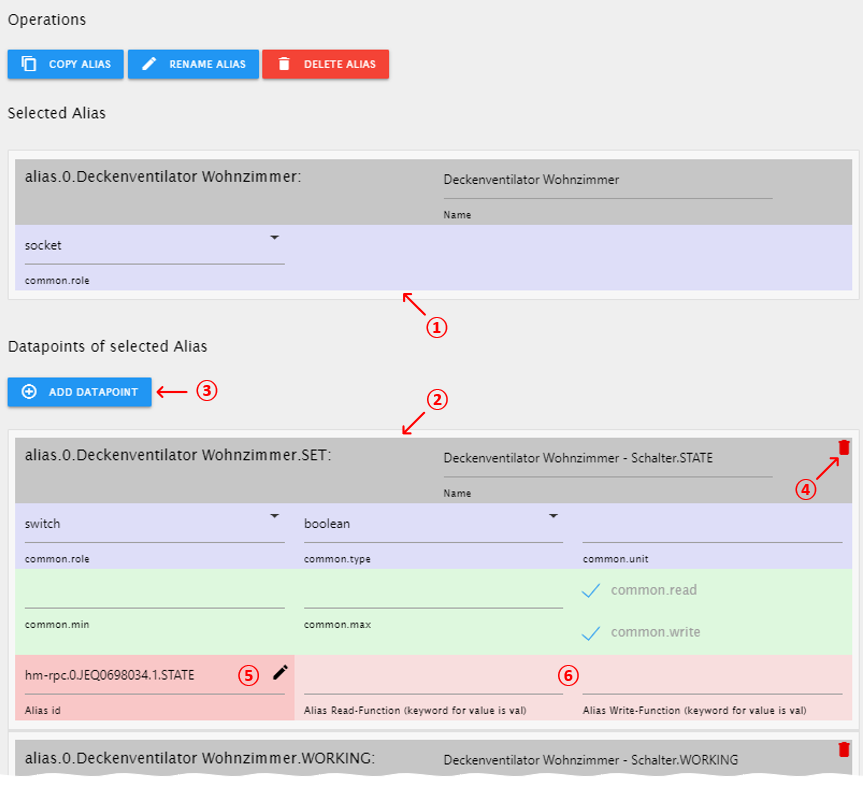 Operations
COPY ALIAS RENAME ALIAS DELETE ALIAS
Selected Alias
alias.0.Deckenventilator Wohnzimmer: Deckenventilator Wohnzimmer
Name
socket
common.role
①
Datapoints of selected Alias
ADD DATAPOINT ③
②
alias.0.Deckenventilator Wohnzimmer.SET: Deckenventilator Wohnzimmer - Schalter.STATE
④
Name
switch boolean
common.role common.type common.unit
common.read
common.min common.max
common.write
hm-rpc.0.JEQ0698034.1.STATE ⑤ ⑥
Alias id Alias Read-Function (keyword for value is val) Alias Write-Function (keyword for value is val)
alias.0.Deckenventilator Wohnzimmer.WORKING: Deckenventilator Wohnzimmer - Schalter.WORKING